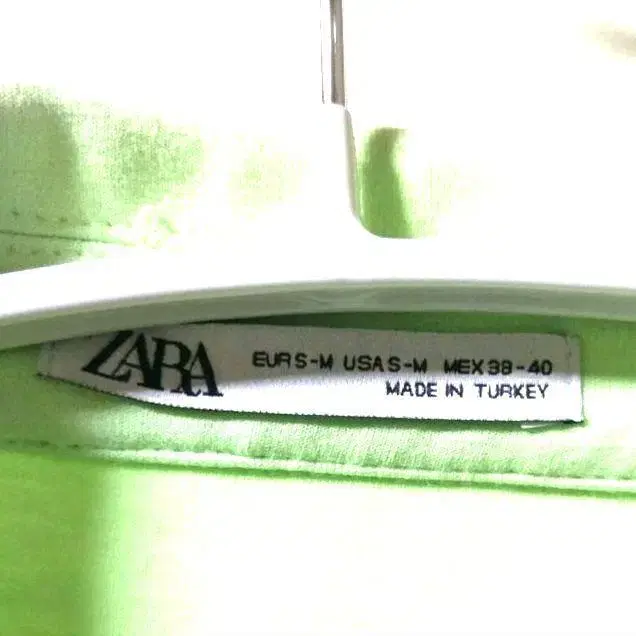 ZARA
EUR S-M USA S-M MEX 38-40
MADE IN TURKEY